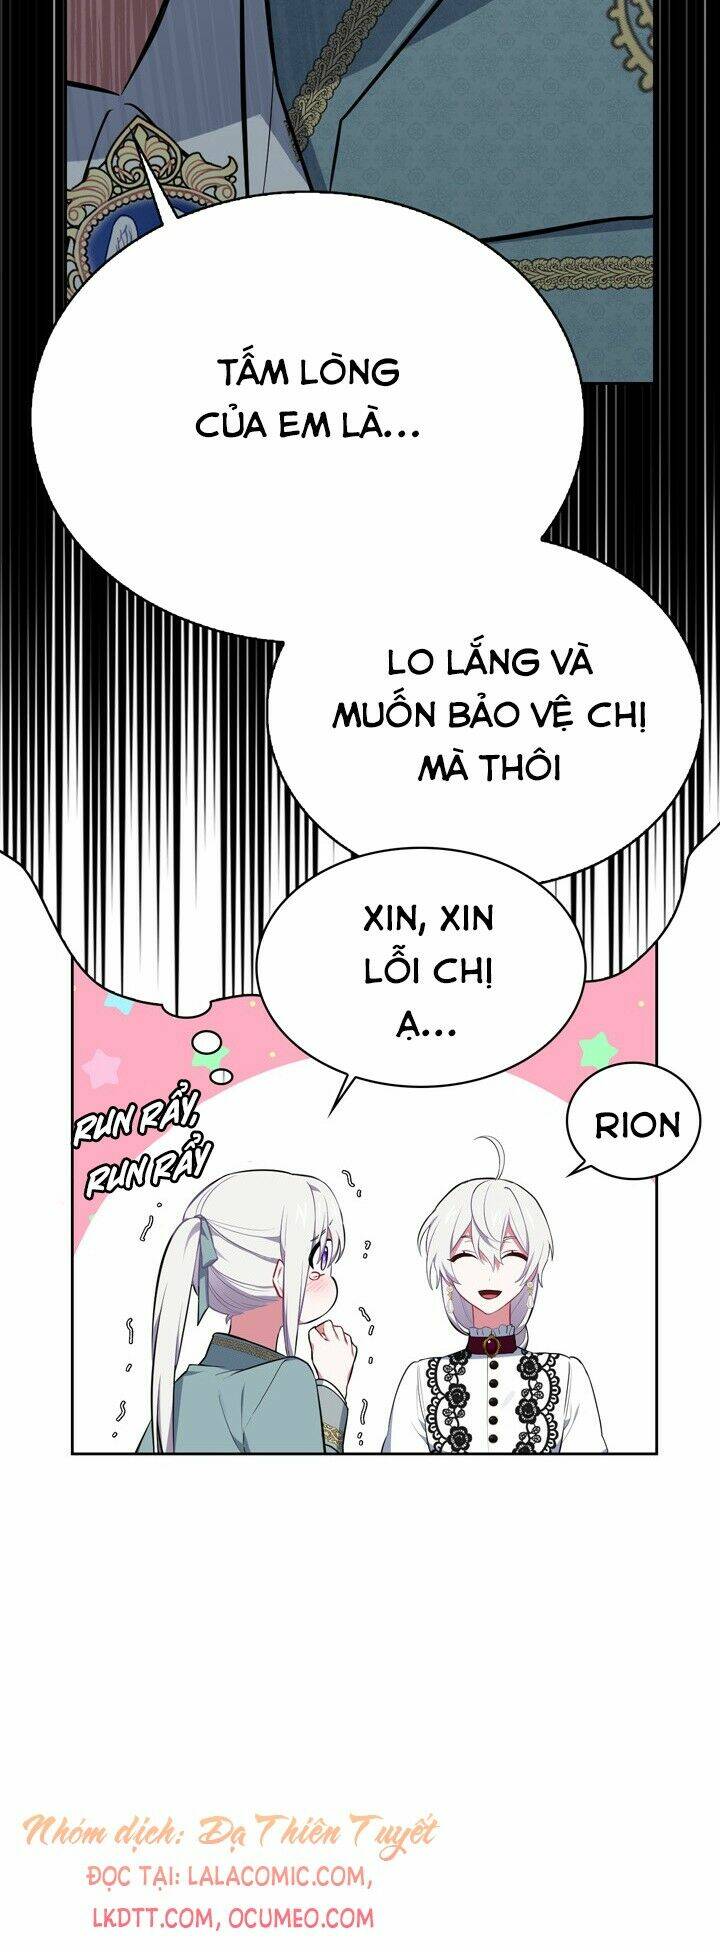 TẤM LÒNG
CỦA EM LÀ...
LO LẮNG VÀ
MUỐN BẢO VỆ CHỊ
MÀ THÔI
XIN, XIN
LỖI CHỊ
Ạ...
RION
RUN RẨY,
RUN RẨY
Nhóm dịch: Dạ Thiên Tuyết
ĐỌC TẠI: LALACOMIC.COM,
LKDTT.COM, OCUMEO.COM